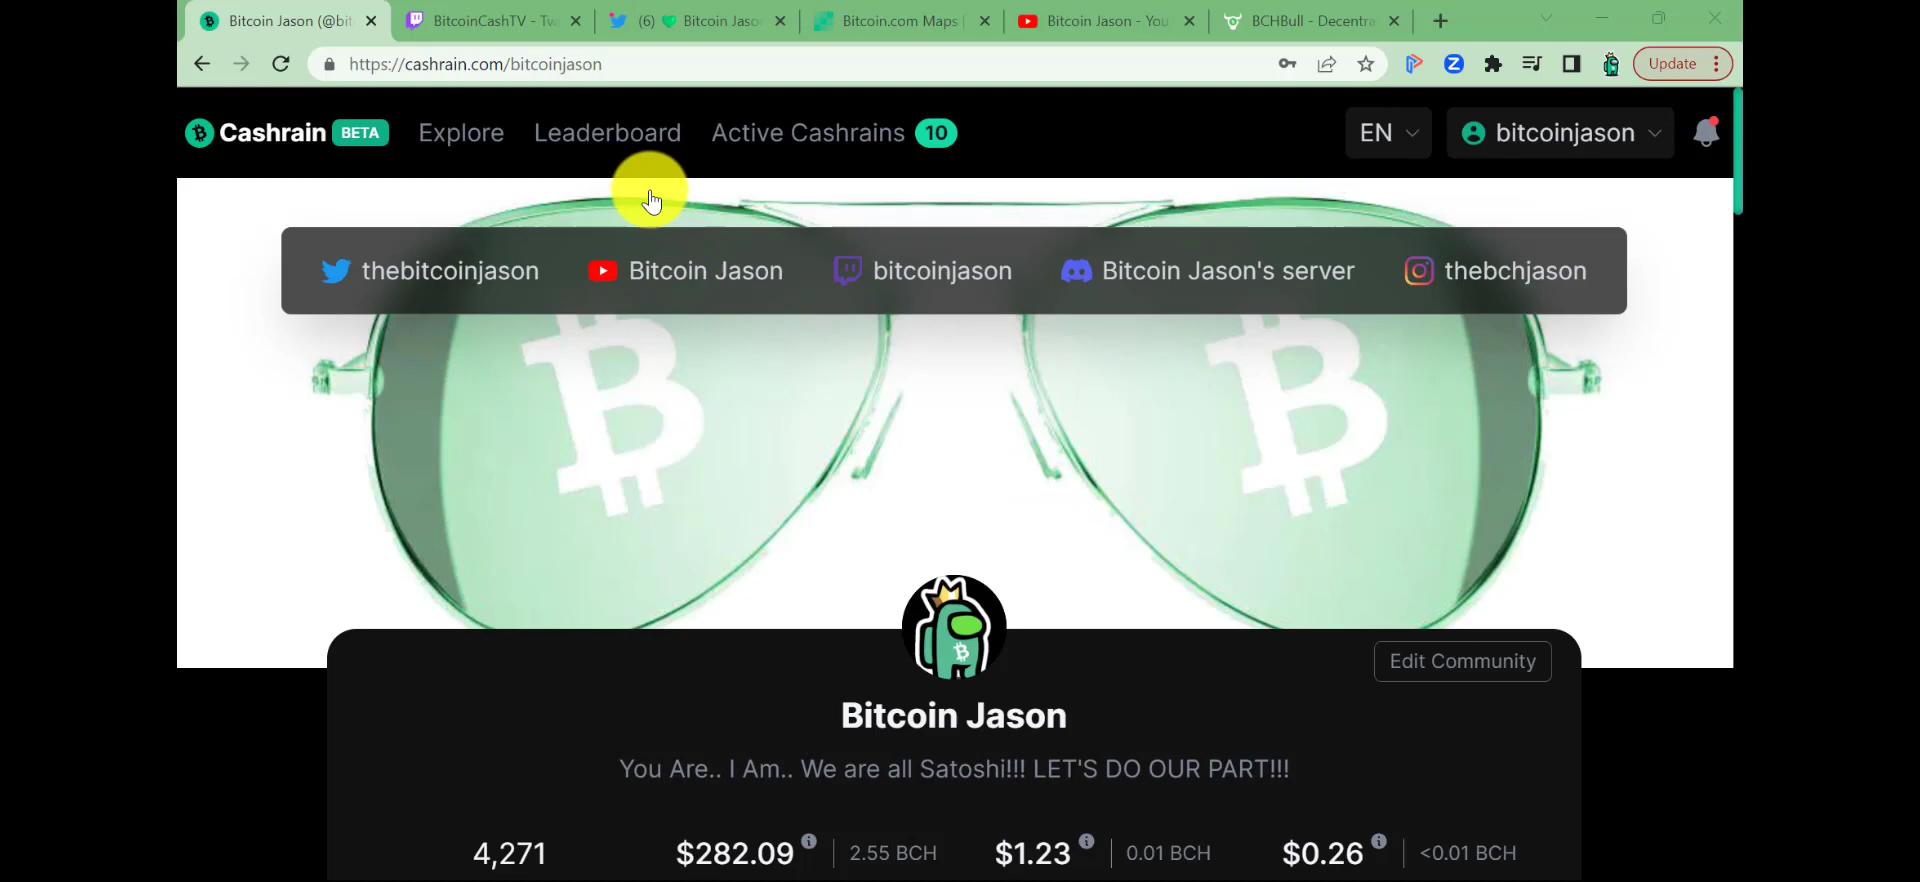 Bitcoin Jason (@bit
BitcoinCashTV - Tw
(6) 💚 Bitcoin Jaso
Bitcoin.com Maps |
Bitcoin Jason - You
BCHBull - Decentra
https://cashrain.com/bitcoinjason
Update
Cashrain BETA
Explore
Leaderboard
Active Cashrains 10
EN
bitcoinjason
thebitcoinjason
Bitcoin Jason
bitcoinjason
Bitcoin Jason's server
thebchjason
Edit Community
Bitcoin Jason
You Are.. I Am.. We are all Satoshi!!! LET'S DO OUR PART!!!
4,271
$282.09 2.55 BCH
$1.23 0.01 BCH
$0.26 <0.01 BCH